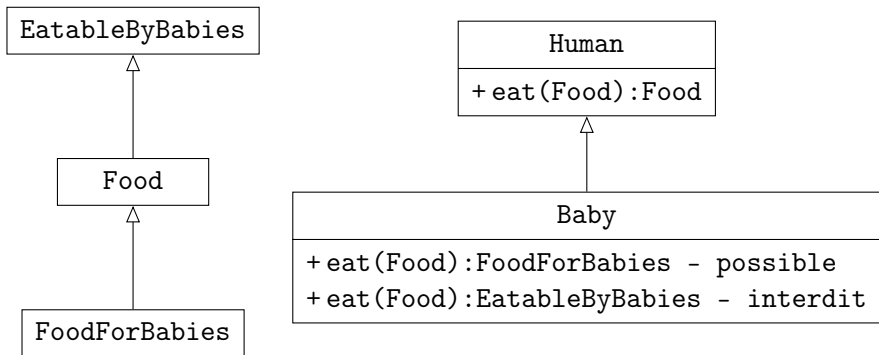 EatableByBabies
Food
FoodForBabies
Human
+ eat(Food):Food
Baby
+ eat(Food):FoodForBabies - possible
+ eat(Food):EatableByBabies - interdit